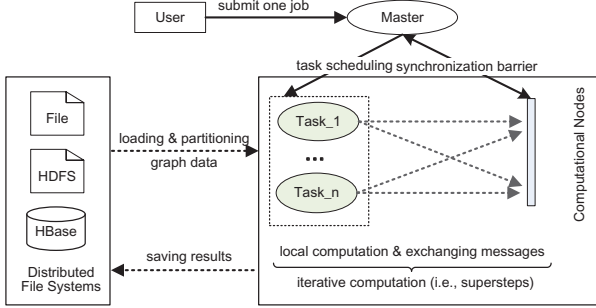 User
submit one job
Master
task scheduling
synchronization barrier
File
HDFS
HBase
Distributed
File Systems
loading & partitioning
graph data
saving results
Task_1
...
Task_n
local computation & exchanging messages
iterative computation (i.e., supersteps)
Computational Nodes